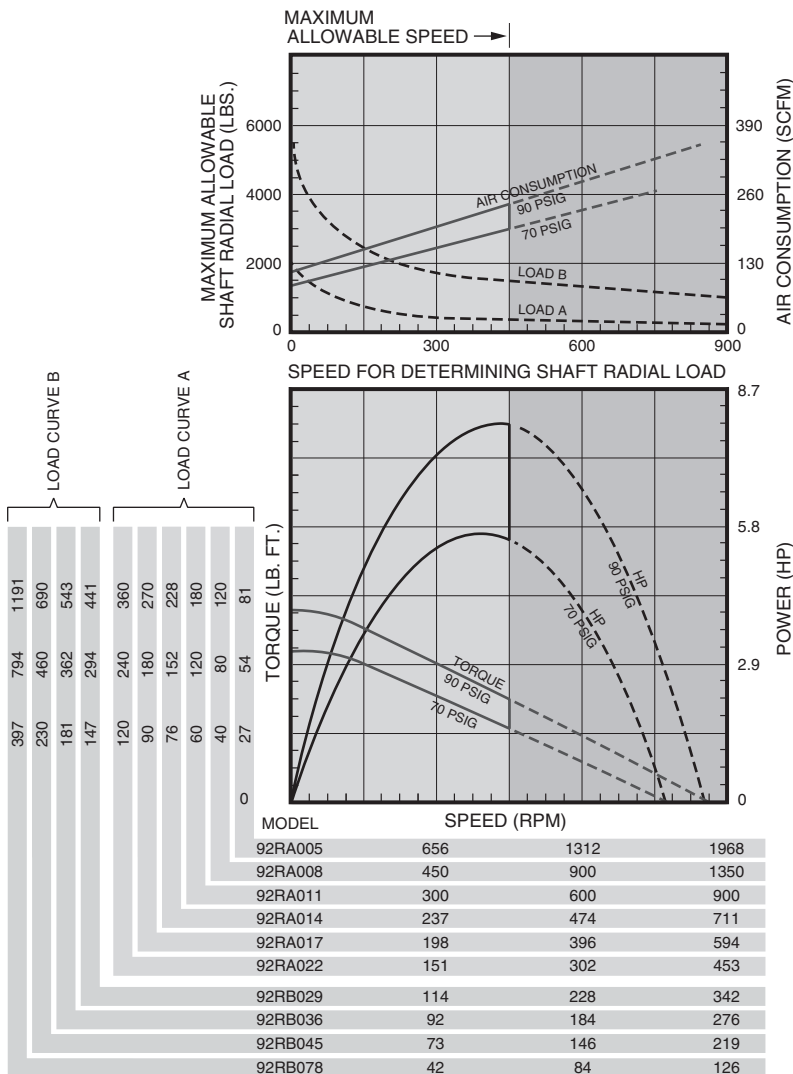 MAXIMUM
ALLOWABLE SPEED
MAXIMUM ALLOWABLE
SHAFT RADIAL LOAD (LBS.)
6000
4000
2000
0
390
260
130
0
AIR CONSUMPTION (SCFM)
AIR CONSUMPTION
90 PSIG
70 PSIG
LOAD B
LOAD A
0 300 600 900
SPEED FOR DETERMINING SHAFT RADIAL LOAD
LOAD CURVE B
LOAD CURVE A
1191 690 543 441 360 270 228 180 120 81
794 460 362 294 240 180 152 120 80 54
397 230 181 147 120 90 76 60 40 27
0
TORQUE (LB. FT.)
8.7
5.8
2.9
0
POWER (HP)
HP
90 PSIG
HP
70 PSIG
TORQUE
90 PSIG
70 PSIG
MODEL SPEED (RPM)
92RA005 656 1312 1968
92RA008 450 900 1350
92RA011 300 600 900
92RA014 237 474 711
92RA017 198 396 594
92RA022 151 302 453
92RB029 114 228 342
92RB036 92 184 276
92RB045 73 146 219
92RB078 42 84 126